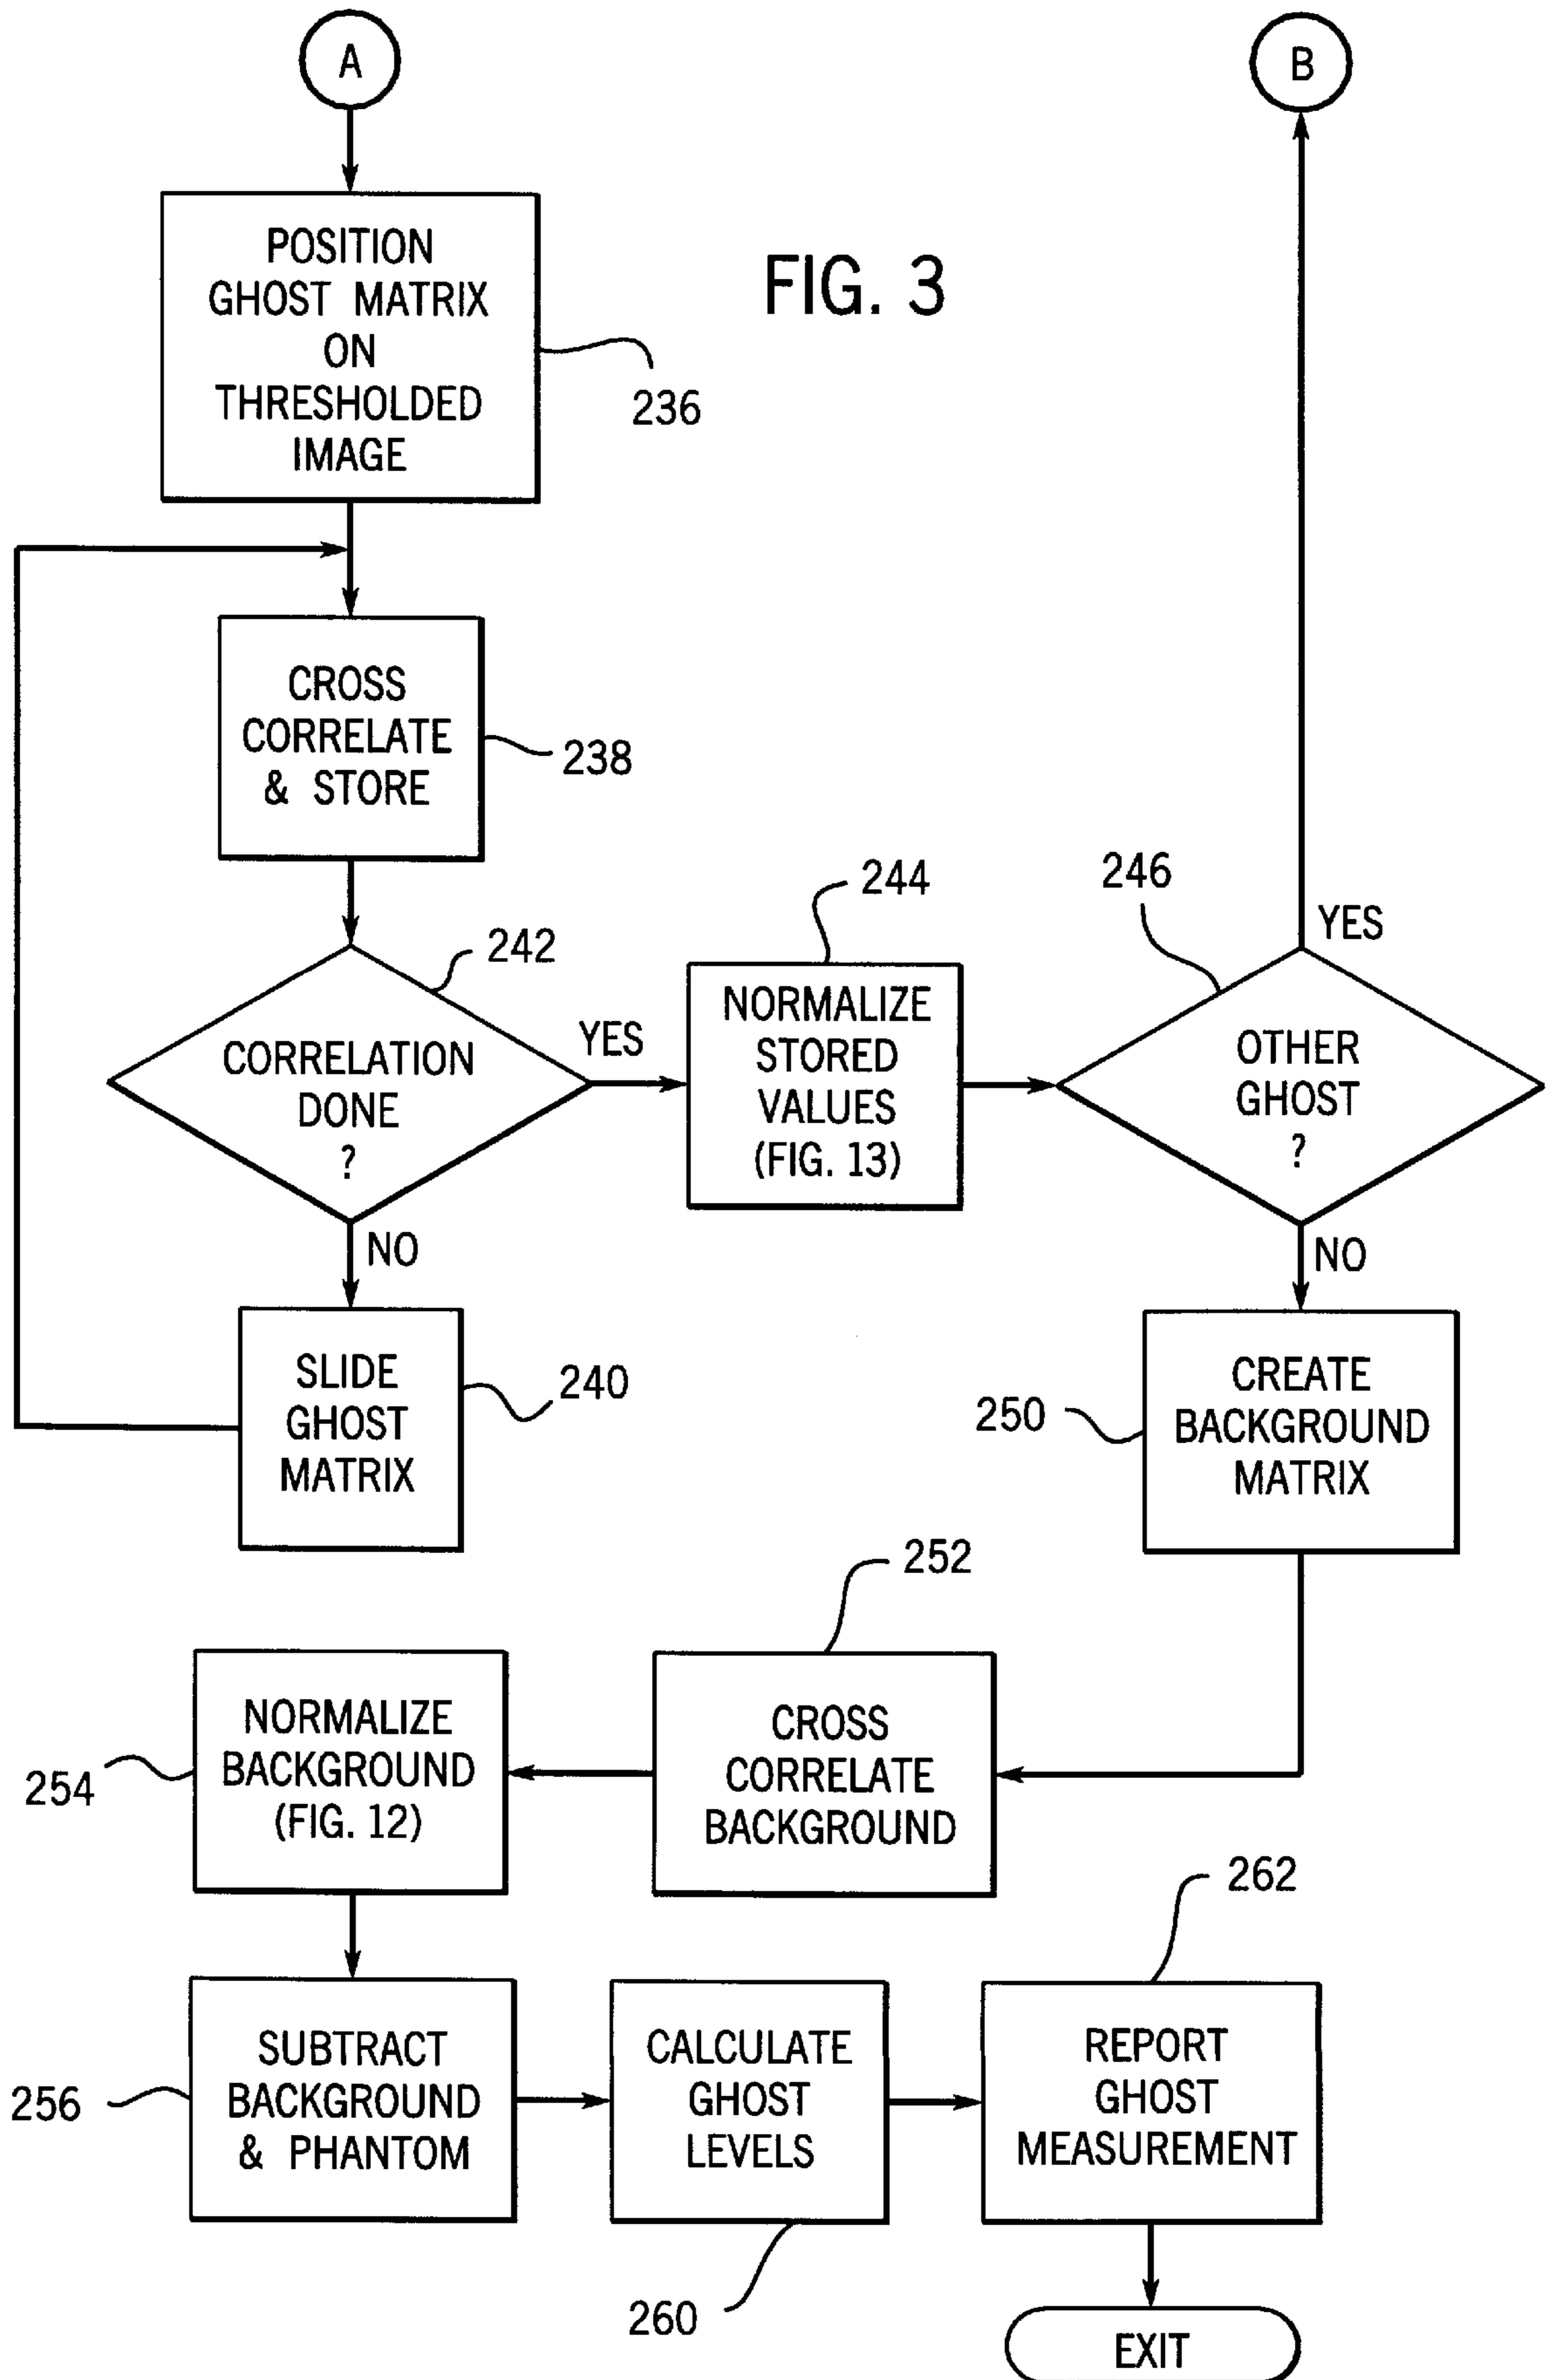 A
B
POSITION
GHOST MATRIX
ON
THRESHOLDED
IMAGE
FIG. 3
236
CROSS
CORRELATE
& STORE
238
242
CORRELATION
DONE
?
YES
NO
244
NORMALIZE
STORED
VALUES
(FIG. 13)
246
YES
OTHER
GHOST
?
NO
SLIDE
GHOST
MATRIX
240
250
CREATE
BACKGROUND
MATRIX
252
CROSS
CORRELATE
BACKGROUND
NORMALIZE
BACKGROUND
(FIG. 12)
254
SUBTRACT
BACKGROUND
& PHANTOM
256
CALCULATE
GHOST
LEVELS
260
262
REPORT
GHOST
MEASUREMENT
EXIT